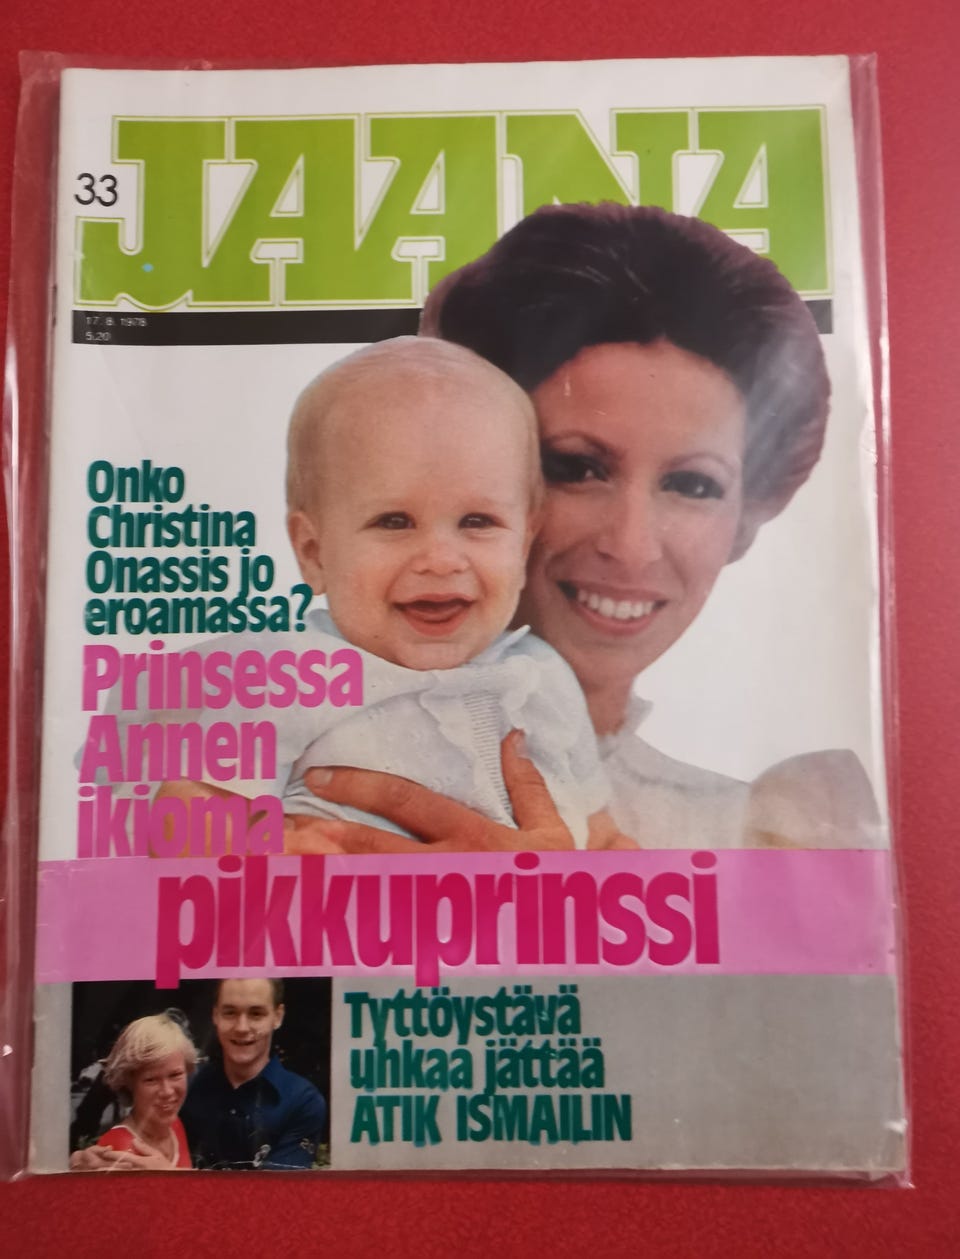 JAANA
33
17. 8. 1978
5,20
Onko
Christina
Onassis jo
eroamassa?
Prinsessa
Annen
ikioma
pikkuprinssi
Tyttöystävä
uhkaa jättää
ATIK ISMAILIN